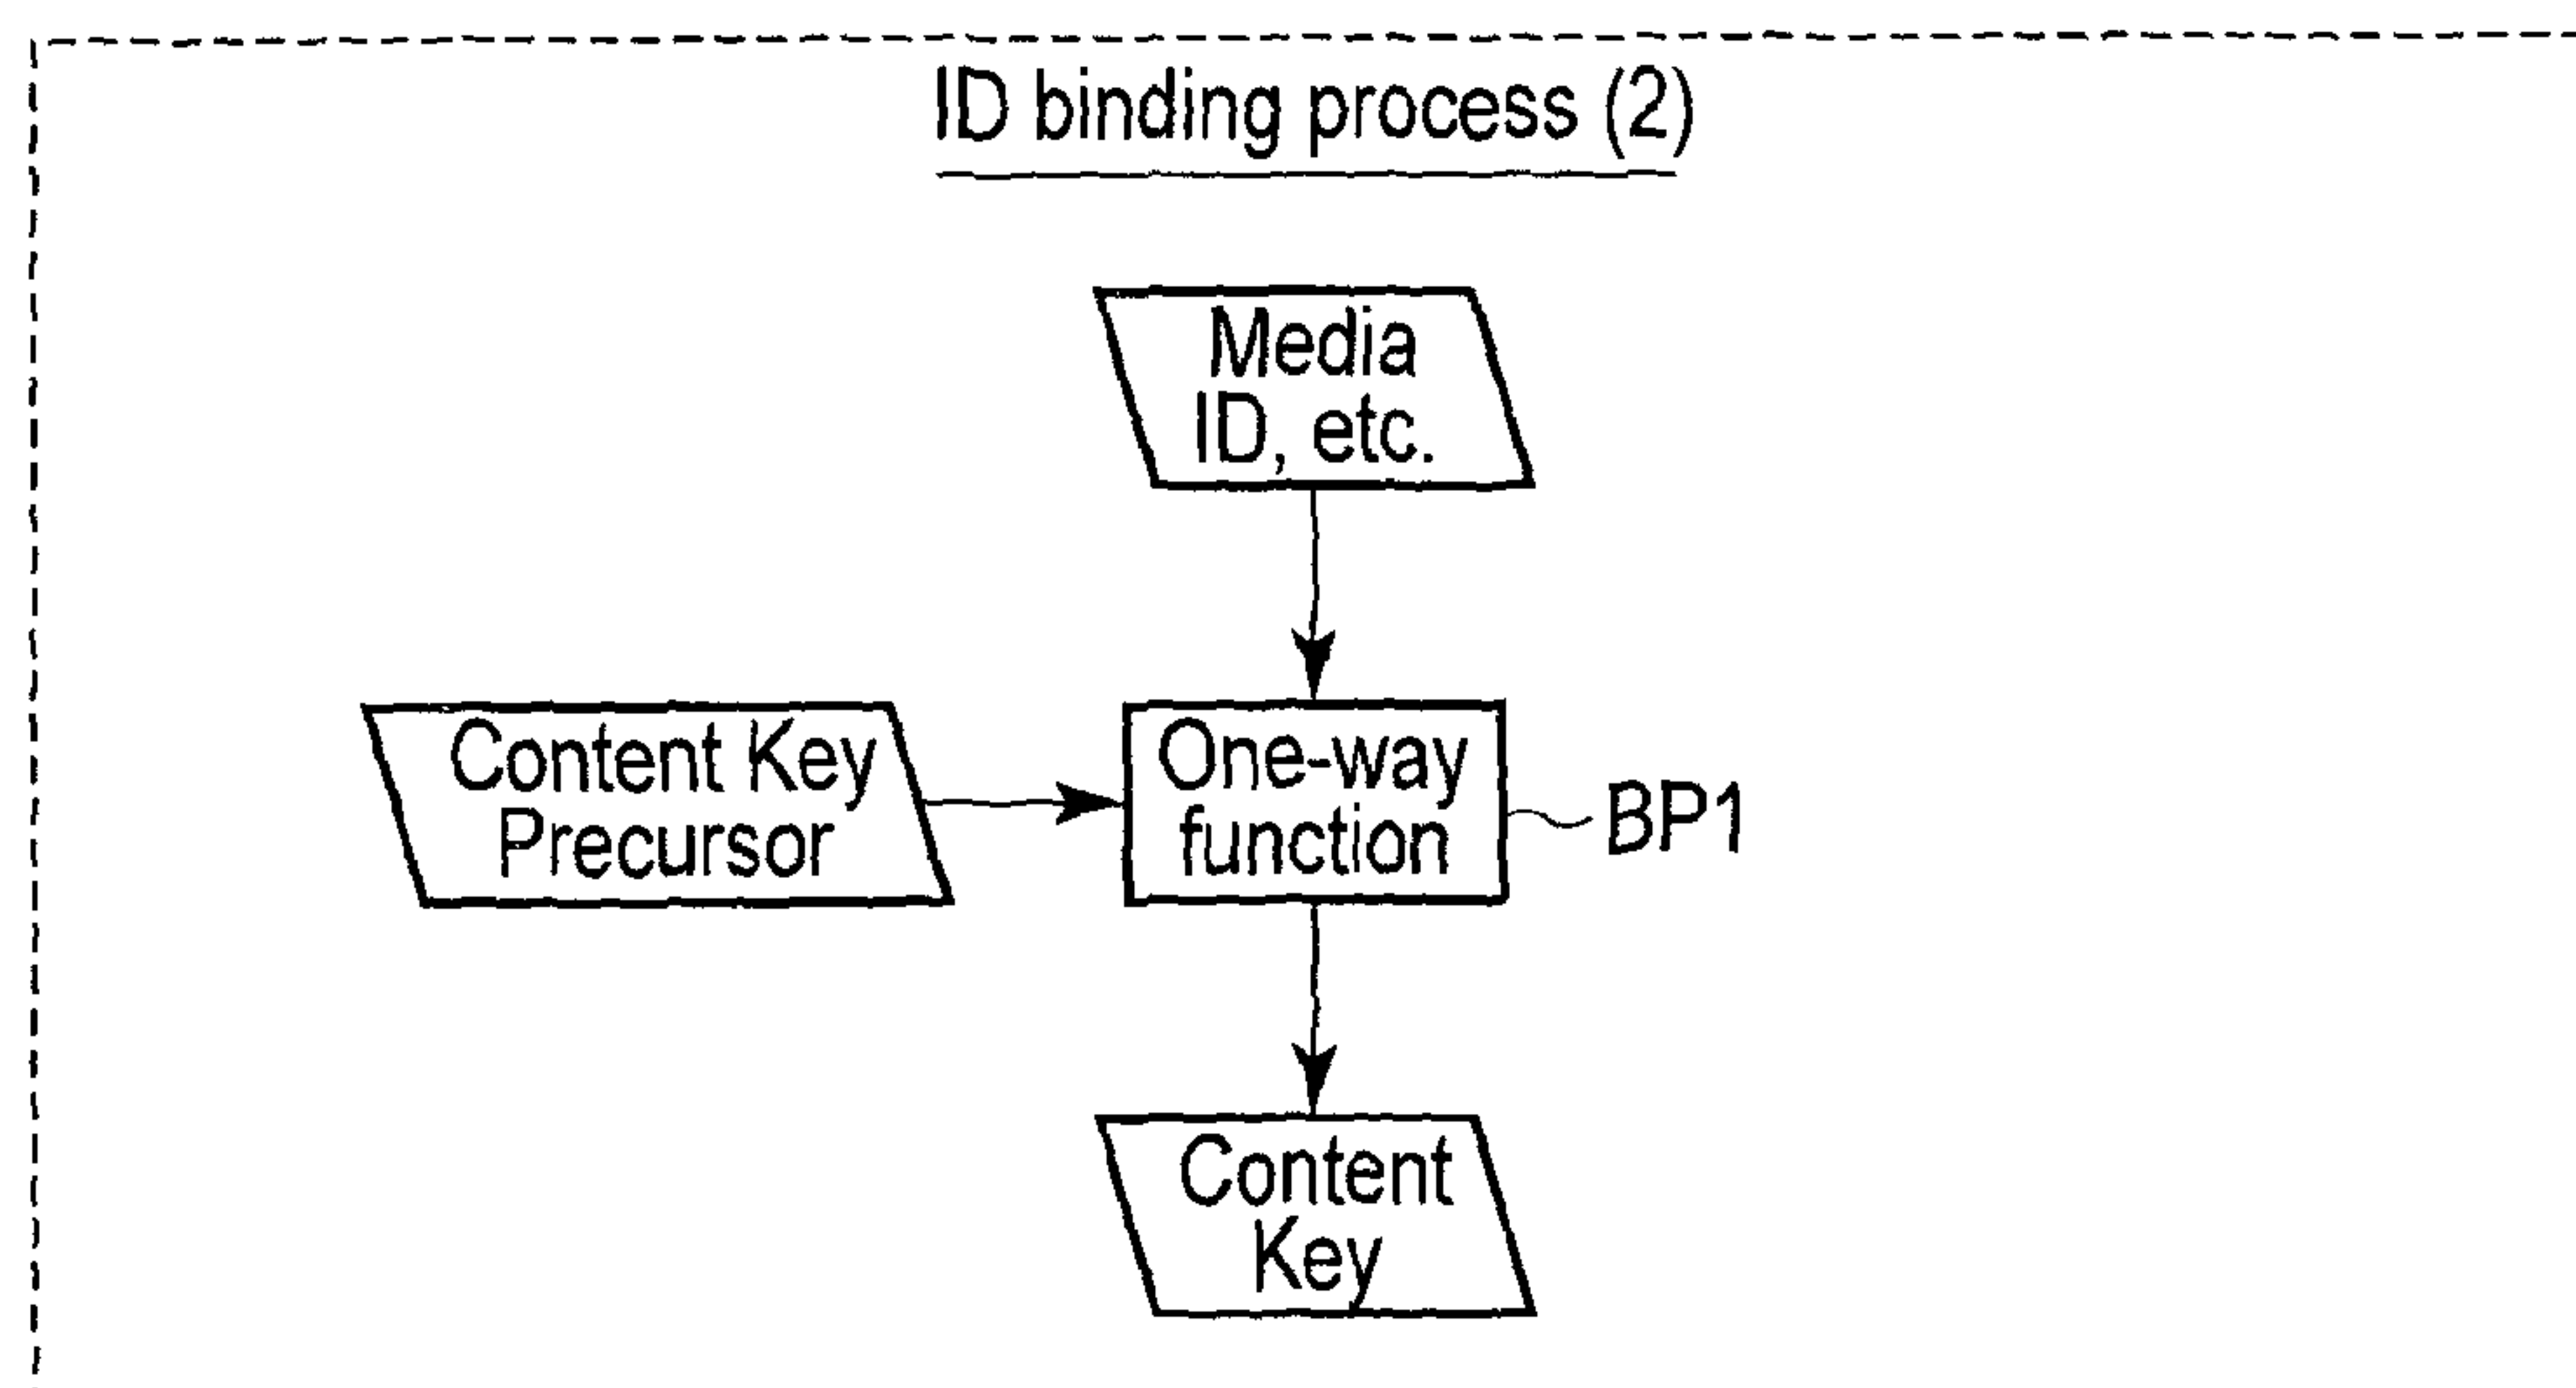 ID binding process (2)
Media
ID, etc.
Content Key
Precursor
One-way
function
BP1
Content
Key